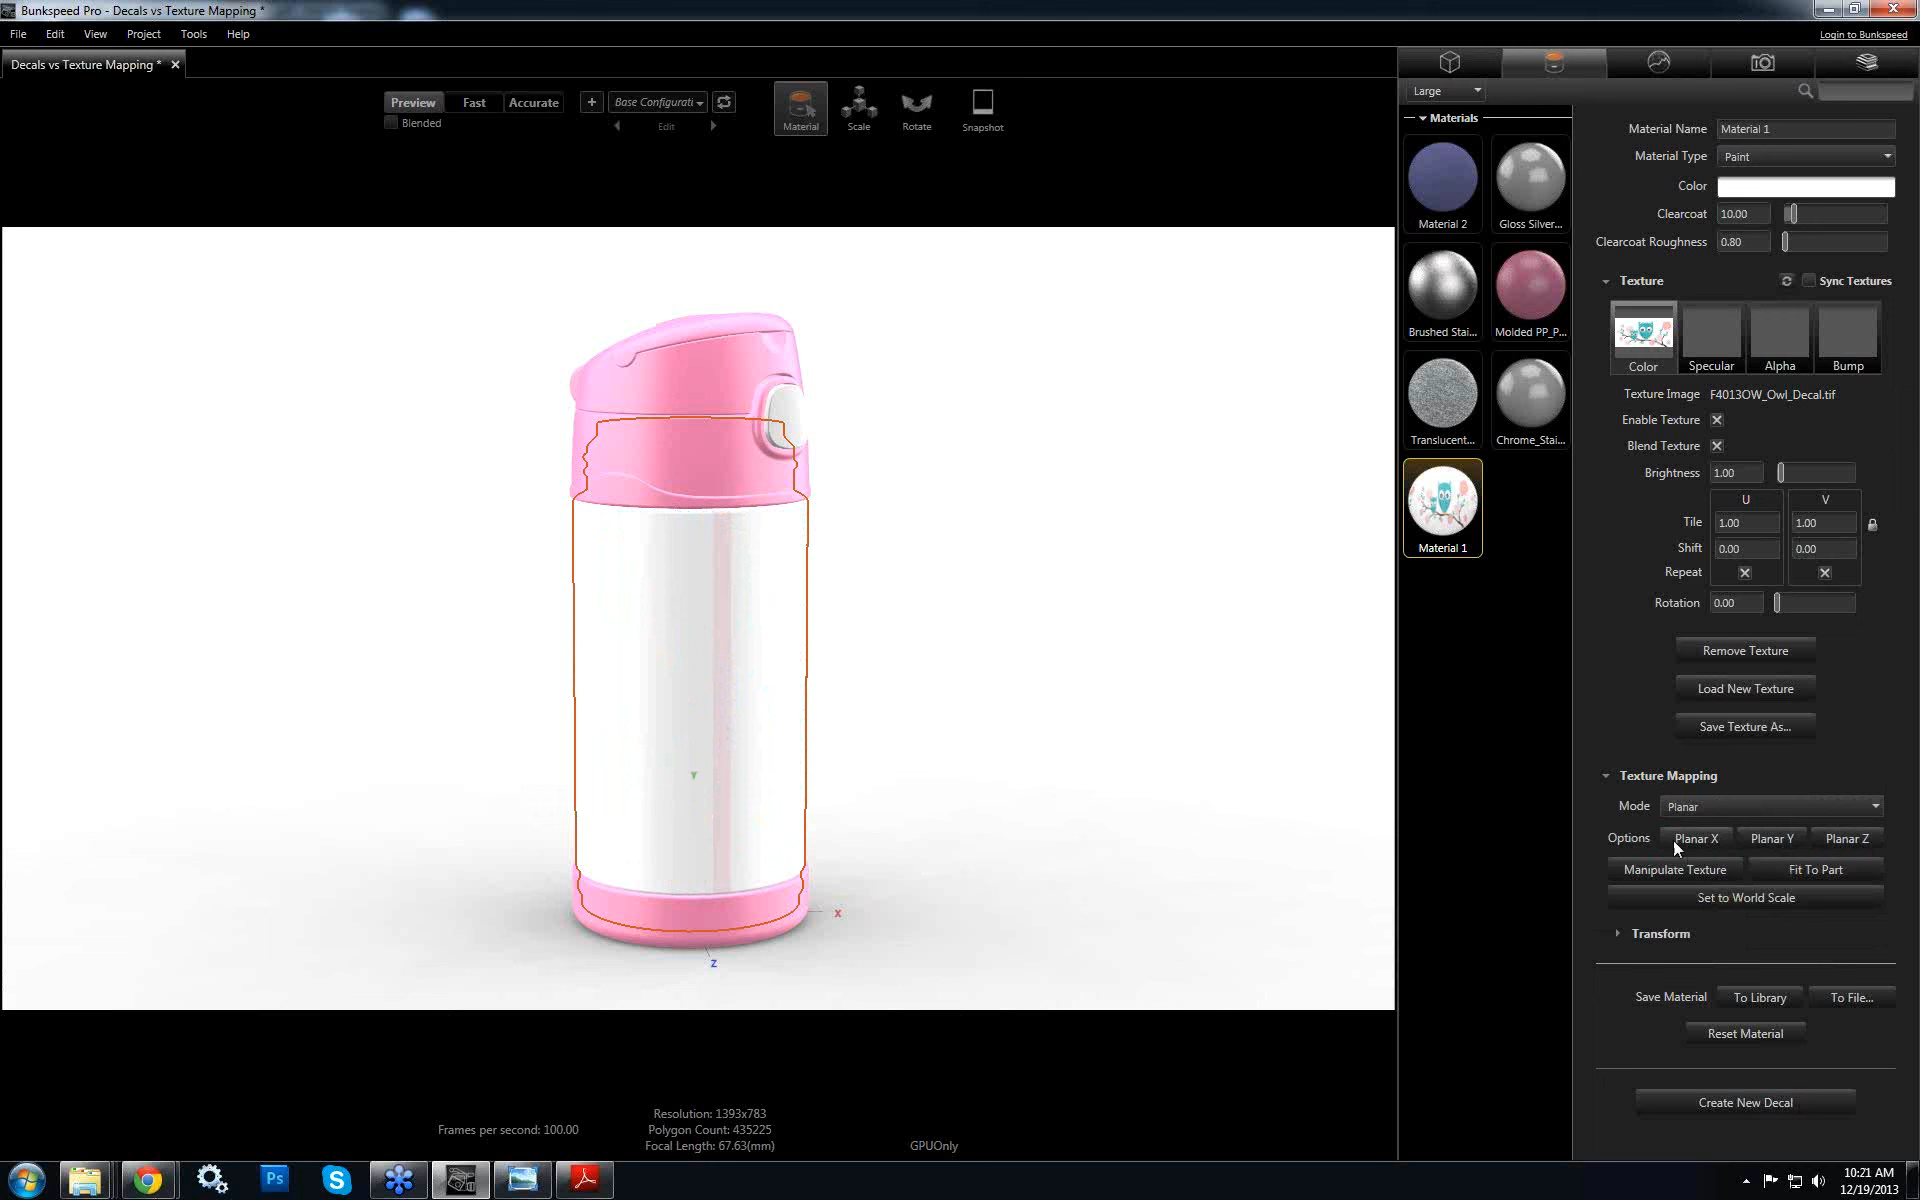 Bunkspeed Pro - Decals vs Texture Mapping *
File Edit View Project Tools Help
Login to Bunkspeed
Decals vs Texture Mapping *
Preview Fast Accurate
Blended
Base Configurati
Edit
Material Scale Rotate Snapshot
Large
Materials
Material 2
Gloss Silver...
Brushed Stai...
Molded PP_P...
Translucent...
Chrome_Stai...
Material 1
Material Name Material 1
Material Type Paint
Color
Clearcoat 10.00
Clearcoat Roughness 0.80
Texture Sync Textures
Color Specular Alpha Bump
Texture Image F4013OW_Owl_Decal.tif
Enable Texture
Blend Texture
Brightness 1.00
U V
Tile 1.00 1.00
Shift 0.00 0.00
Repeat
Rotation 0.00
Remove Texture
Load New Texture
Save Texture As...
Texture Mapping
Mode Planar
Options Planar X Planar Y Planar Z
Manipulate Texture Fit To Part
Set to World Scale
Transform
Save Material To Library To File...
Reset Material
Create New Decal
Y
X
Z
Frames per second: 100.00
Resolution: 1393x783
Polygon Count: 435225
Focal Length: 67.63(mm)
GPUOnly
Ps
10:21 AM
12/19/2013